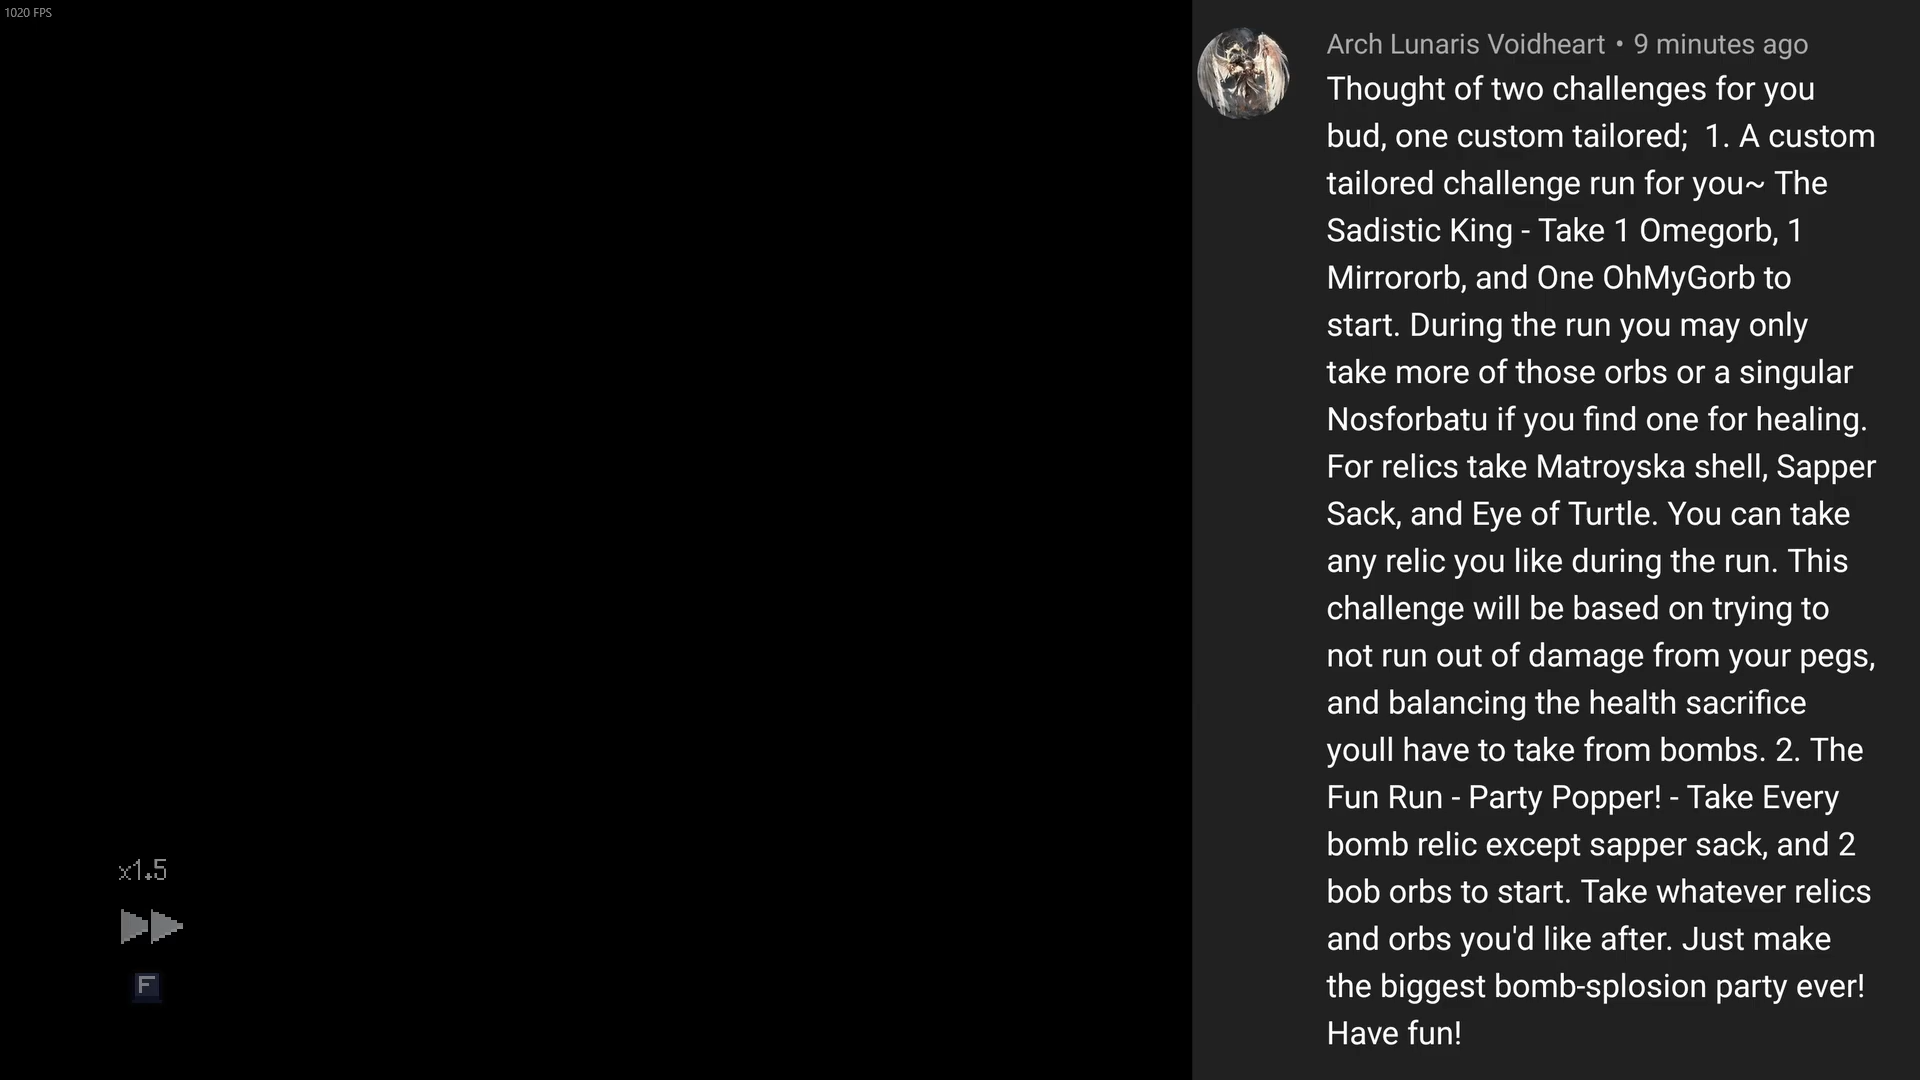 1020 FPS
Arch Lunaris Voidheart • 9 minutes ago
Thought of two challenges for you
bud, one custom tailored;  1. A custom
tailored challenge run for you~ The
Sadistic King - Take 1 Omegorb, 1
Mirrororb, and One OhMyGorb to
start. During the run you may only
take more of those orbs or a singular
Nosforbatu if you find one for healing.
For relics take Matroyska shell, Sapper
Sack, and Eye of Turtle. You can take
any relic you like during the run. This
challenge will be based on trying to
not run out of damage from your pegs,
and balancing the health sacrifice
youll have to take from bombs. 2. The
Fun Run - Party Popper! - Take Every
bomb relic except sapper sack, and 2
bob orbs to start. Take whatever relics
and orbs you'd like after. Just make
the biggest bomb-splosion party ever!
Have fun!
x1.5
F